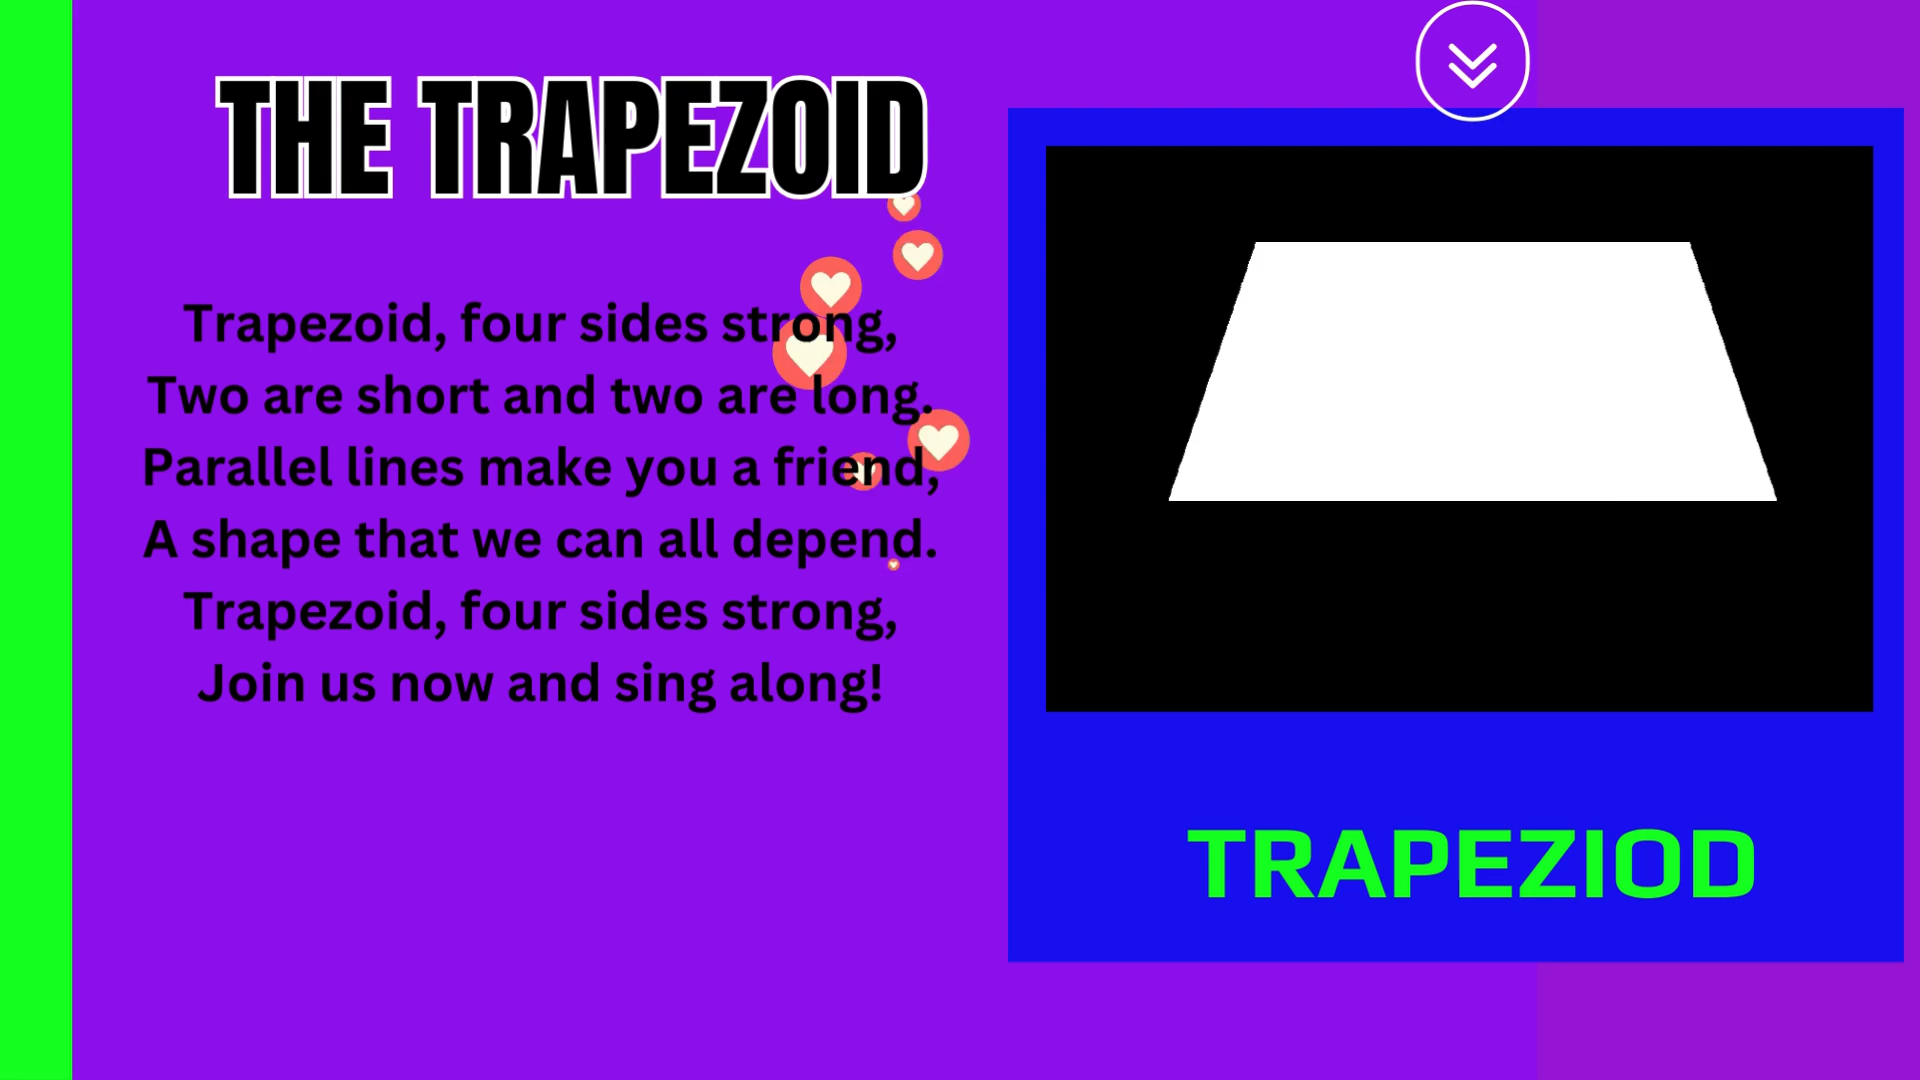 THE TRAPEZOID
Trapezoid, four sides strong,
Two are short and two are long.
Parallel lines make you a friend,
A shape that we can all depend.
Trapezoid, four sides strong,
Join us now and sing along!
TRAPEZIOD